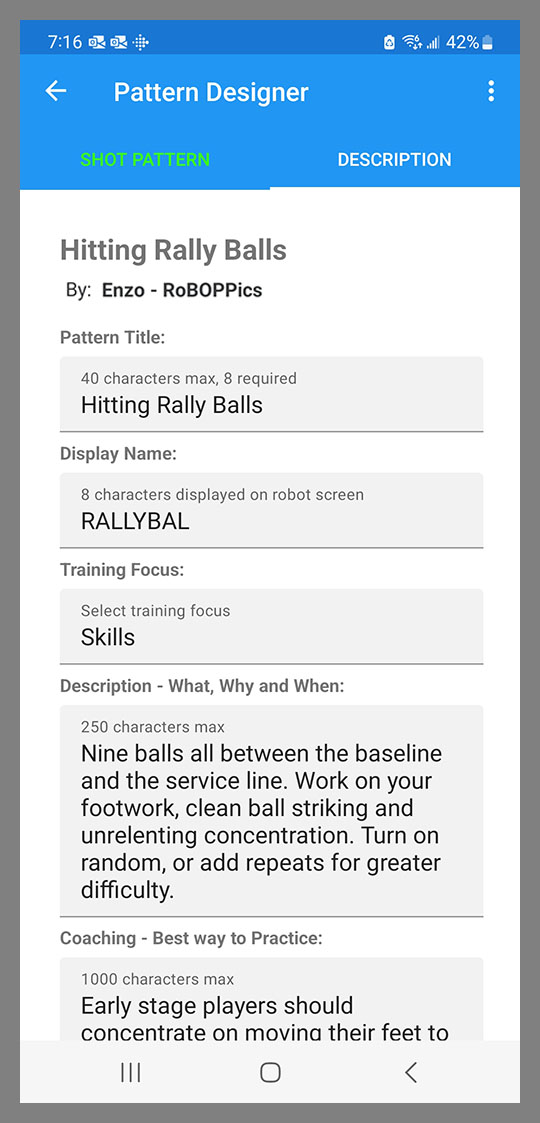 7:16 42%
Pattern Designer
SHOT PATTERN DESCRIPTION
Hitting Rally Balls
By: Enzo - RoBOPPics
Pattern Title:
40 characters max, 8 required
Hitting Rally Balls
Display Name:
8 characters displayed on robot screen
RALLYBAL
Training Focus:
Select training focus
Skills
Description - What, Why and When:
250 characters max
Nine balls all between the baseline
and the service line. Work on your
footwork, clean ball striking and
unrelenting concentration. Turn on
random, or add repeats for greater
difficulty.
Coaching - Best way to Practice:
1000 characters max
Early stage players should
concentrate on moving their feet to